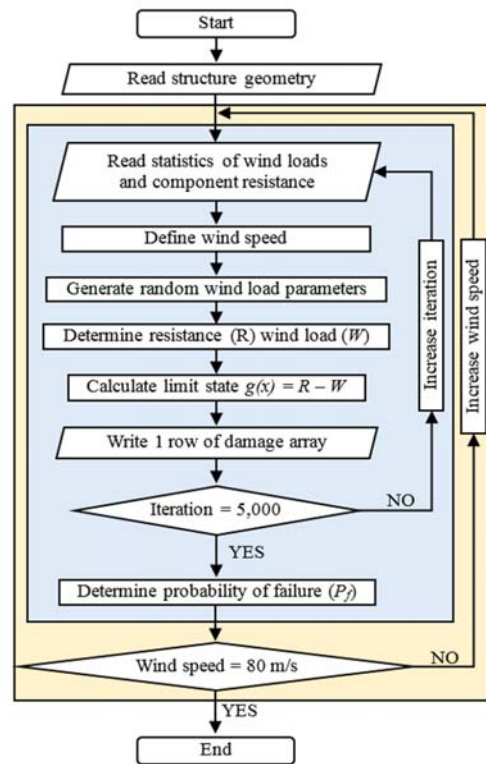 Start
Read structure geometry
Read statistics of wind loads
and component resistance
Define wind speed
Generate random wind load parameters
Determine resistance (R) wind load (W)
Calculate limit state g(x) = R – W
Write 1 row of damage array
Iteration = 5,000
NO
Increase iteration
YES
Determine probability of failure (Pf)
Wind speed = 80 m/s
NO
Increase wind speed
YES
End